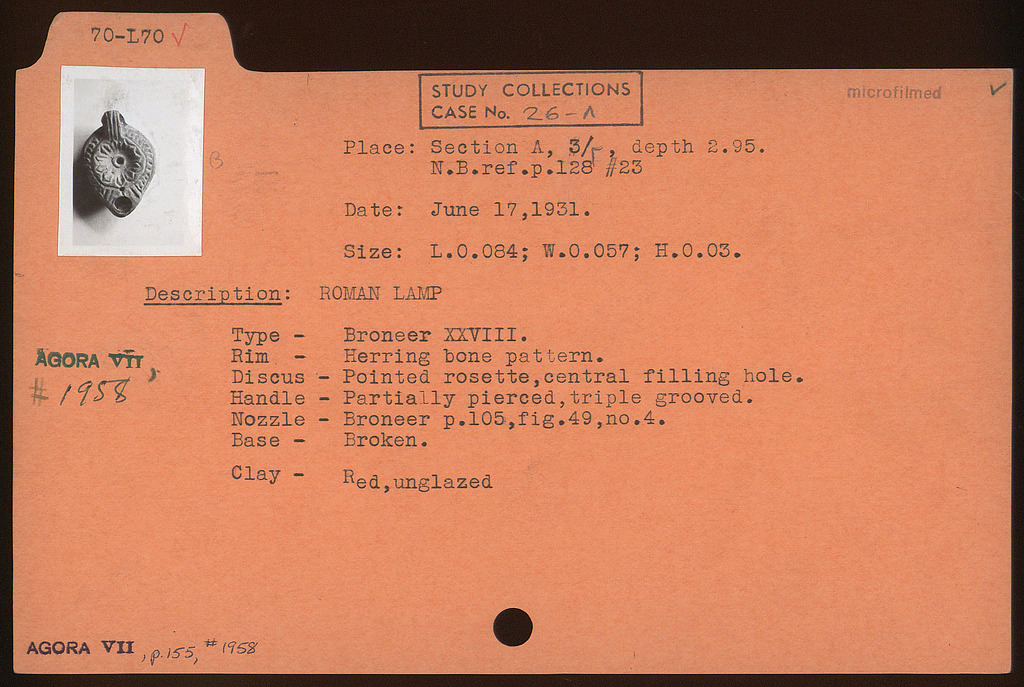 70-L70 ✓
STUDY COLLECTIONS
CASE No. 26-Λ
microfilmed ✓
Place: Section Λ, 3/5, depth 2.95.
N.B.ref.p.128 #23
B
Date: June 17,1931.
Size: L.0.084; W.0.057; H.0.03.
Description: ROMAN LAMP
Type - Broneer XXVIII.
Rim - Herring bone pattern.
Discus - Pointed rosette,central filling hole.
Handle - Partially pierced,triple grooved.
Nozzle - Broneer p.105,fig.49,no.4.
Base - Broken.
Clay - Red,unglazed
AGORA VII,
# 1958
AGORA VII, p.155, #1958